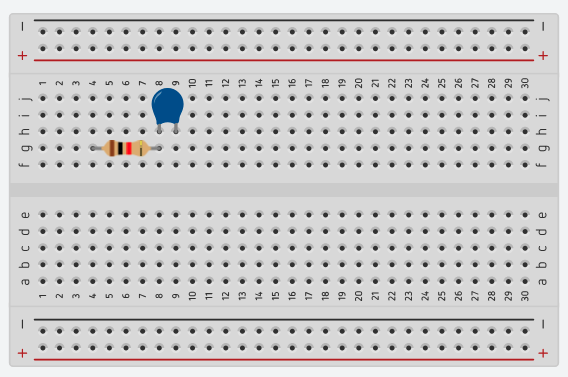 — —
+ +
1 2 3 4 5 6 7 8 9 10 11 12 13 14 15 16 17 18 19 20 21 22 23 24 25 26 27 28 29 30
j j
i i
h h
g g
f f
e e
d d
c c
b b
a a
1 2 3 4 5 6 7 8 9 10 11 12 13 14 15 16 17 18 19 20 21 22 23 24 25 26 27 28 29 30
— —
+ +